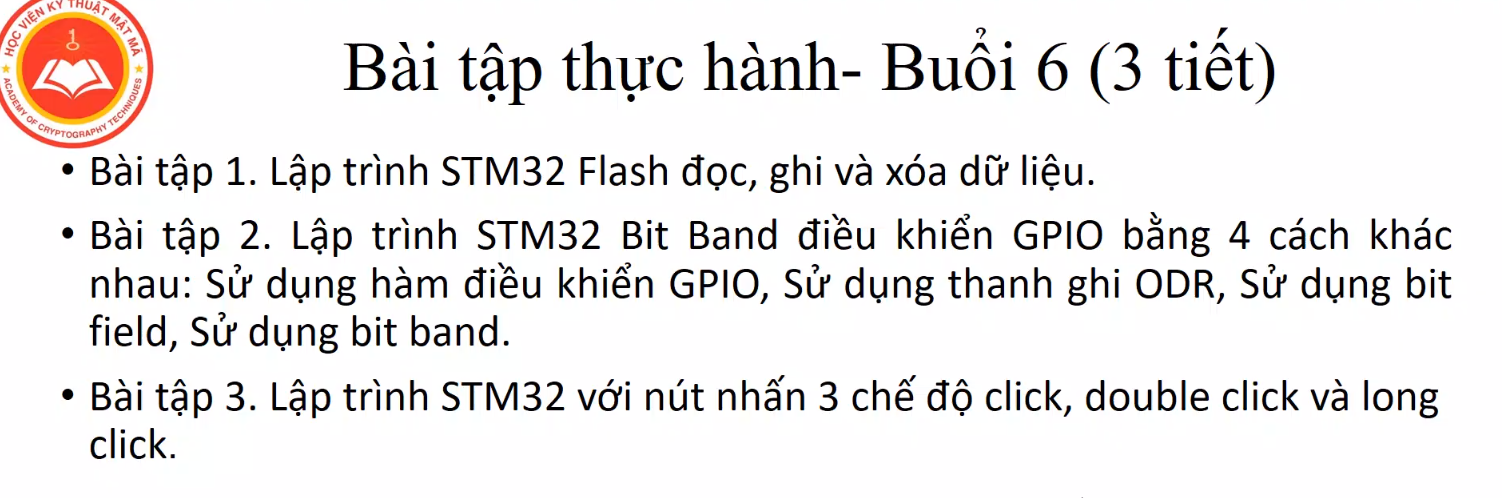 HỌC VIỆN KỸ THUẬT MẬT MÃ
ACADEMY OF CRYPTOGRAPHY TECHNIQUES
Bài tập thực hành- Buổi 6 (3 tiết)
• Bài tập 1. Lập trình STM32 Flash đọc, ghi và xóa dữ liệu.
• Bài tập 2. Lập trình STM32 Bit Band điều khiển GPIO bằng 4 cách khác
nhau: Sử dụng hàm điều khiển GPIO, Sử dụng thanh ghi ODR, Sử dụng bit
field, Sử dụng bit band.
• Bài tập 3. Lập trình STM32 với nút nhấn 3 chế độ click, double click và long
click.